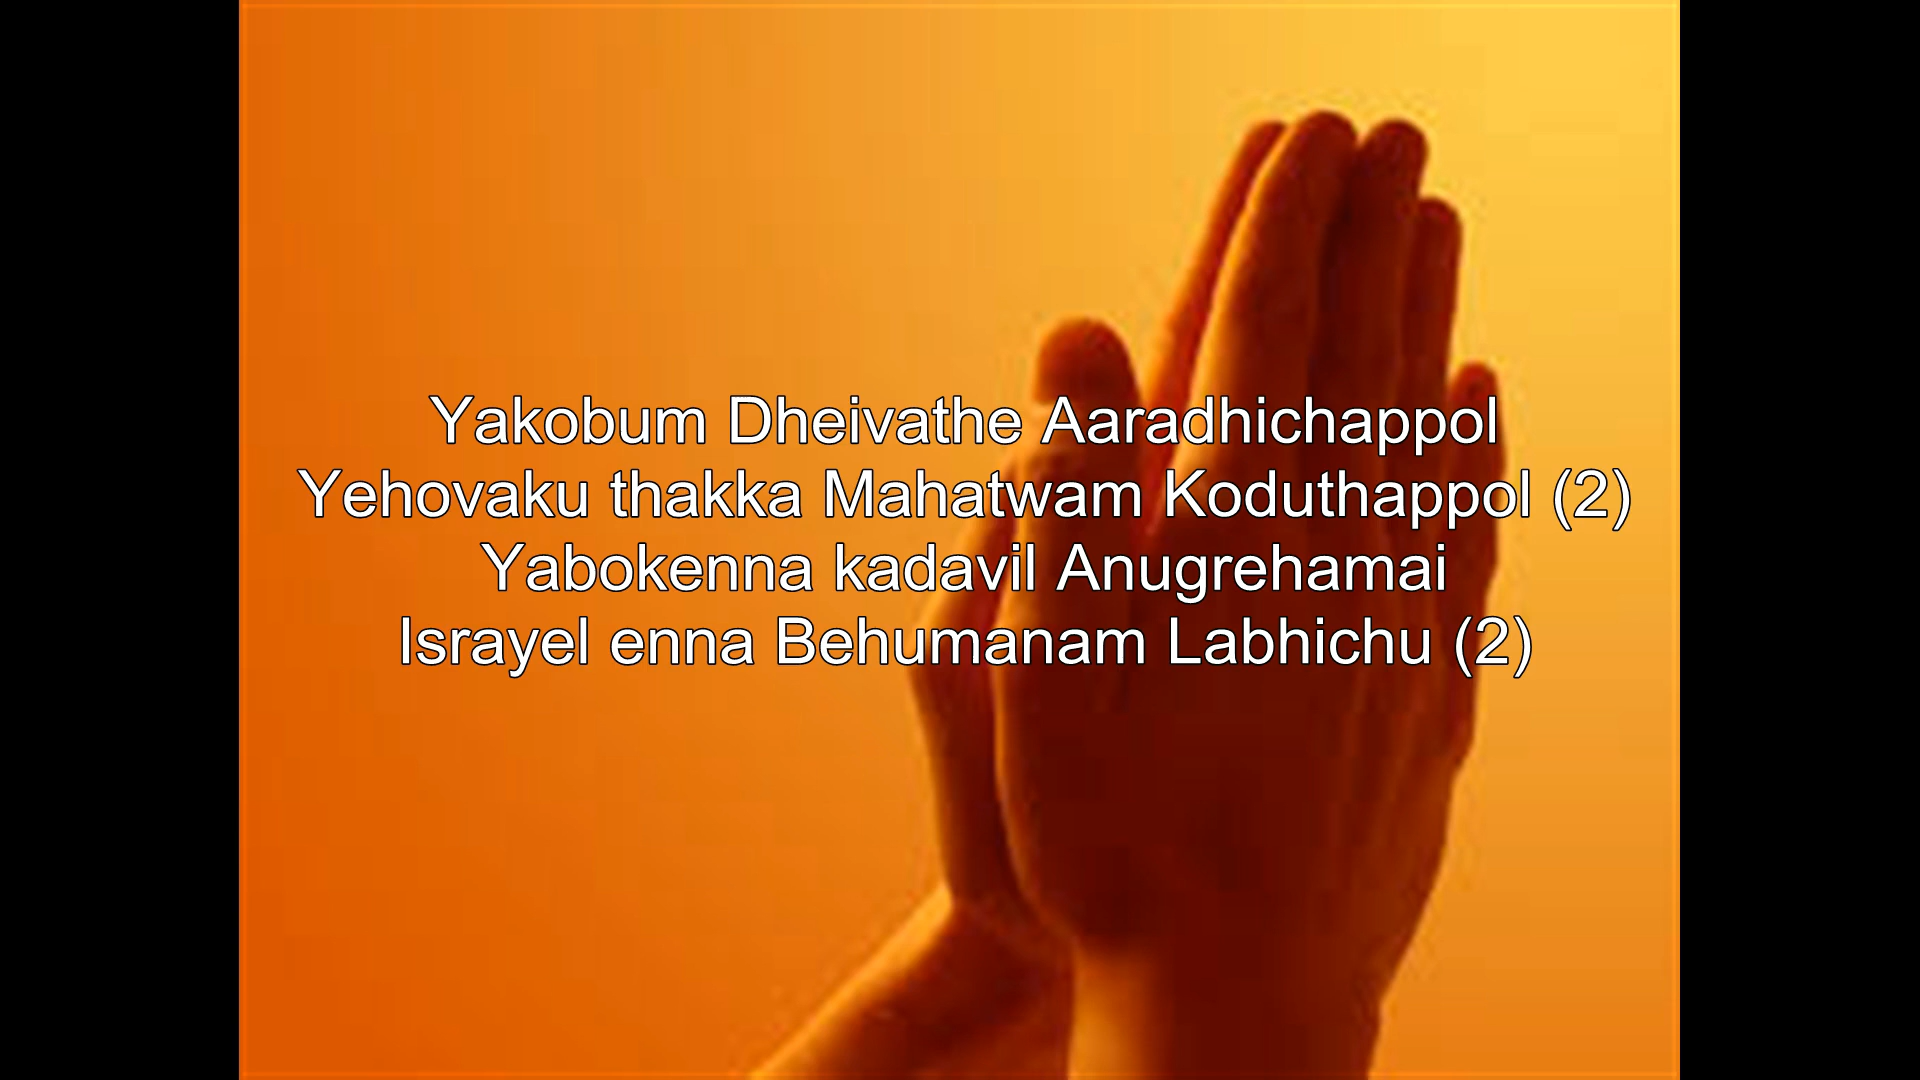 Yakobum Dheivathe Aaradhichappol
Yehovaku thakka Mahatwam Koduthappol (2)
Yabokenna kadavil Anugrehamai
Israyel enna Behumanam Labhichu (2)